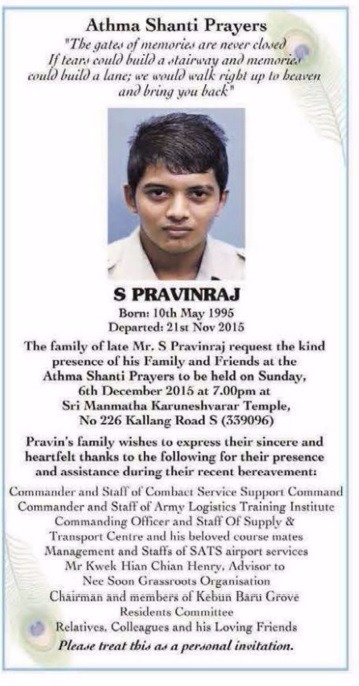 Athma Shanti Prayers
"The gates of memories are never closed
If tears could build a stairway and memories
could build a lane; we would walk right up to heaven
and bring you back"
S PRAVINRAJ
Born: 10th May 1995
Departed: 21st Nov 2015
The family of late Mr. S Pravinraj request the kind
presence of his Family and Friends at the
Athma Shanti Prayers to be held on Sunday,
6th December 2015 at 7.00pm at
Sri Manmatha Karuneshvarar Temple,
No 226 Kallang Road S (339096)
Pravin's family wishes to express their sincere and
heartfelt thanks to the following for their presence
and assistance during their recent bereavement:
Commander and Staff of Combact Service Support Command
Commander and Staff of Army Logistics Training Institute
Commanding Officer and Staff Of Supply &
Transport Centre and his beloved course mates
Management and Staffs of SATS airport services
Mr Kwek Hian Chian Henry, Advisor to
Nee Soon Grassroots Organisation
Chairman and members of Kebun Baru Grove
Residents Committee
Relatives, Colleagues and his Loving Friends
Please treat this as a personal invitation.